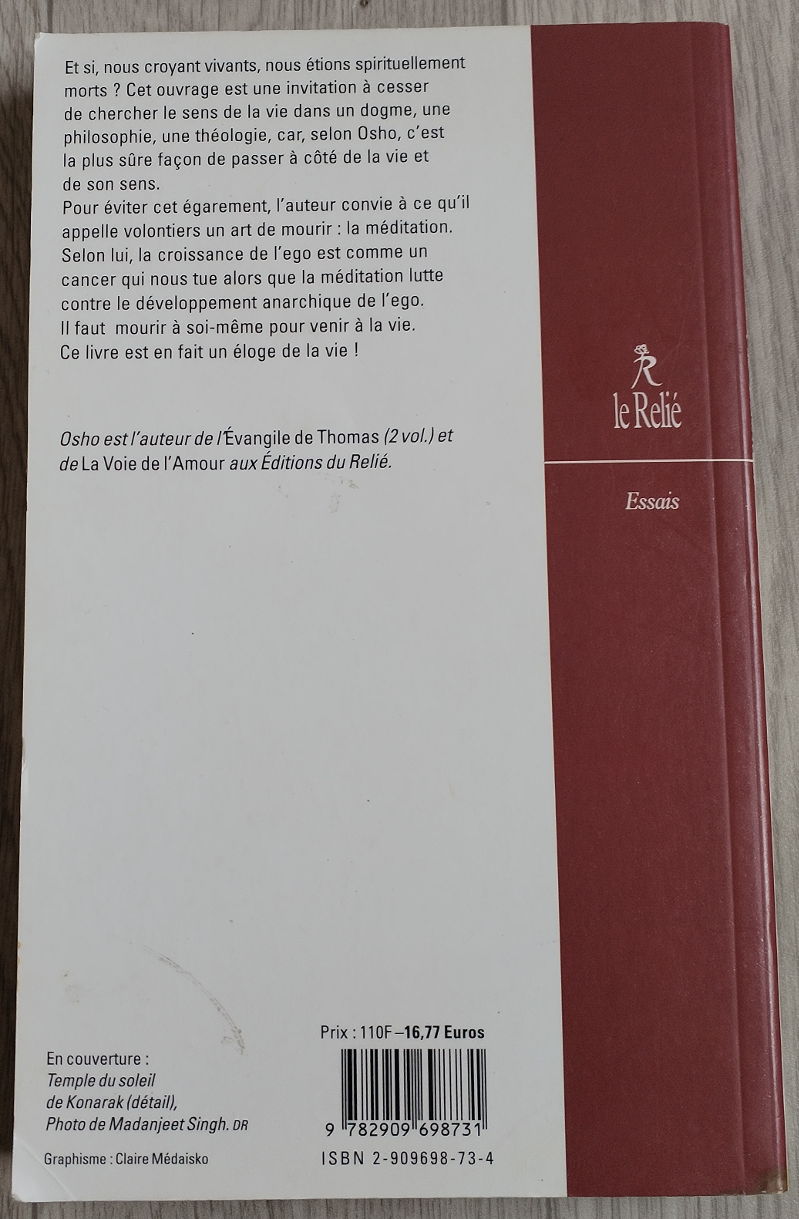 Et si, nous croyant vivants, nous étions spirituellement
morts ? Cet ouvrage est une invitation à cesser
de chercher le sens de la vie dans un dogme, une
philosophie, une théologie, car, selon Osho, c'est
la plus sûre façon de passer à côté de la vie et
de son sens.
Pour éviter cet égarement, l'auteur convie à ce qu'il
appelle volontiers un art de mourir : la méditation.
Selon lui, la croissance de l'ego est comme un
cancer qui nous tue alors que la méditation lutte
contre le développement anarchique de l'ego.
Il faut mourir à soi-même pour venir à la vie.
Ce livre est en fait un éloge de la vie !
Osho est l'auteur de l'Évangile de Thomas (2 vol.) et
de La Voie de l'Amour aux Éditions du Relié.
R
le Relié
Essais
Prix : 110F –16,77 Euros
En couverture :
Temple du soleil
de Konarak (détail),
Photo de Madanjeet Singh. DR
Graphisme : Claire Médaisko
9 782909 698731
ISBN 2-909698-73-4